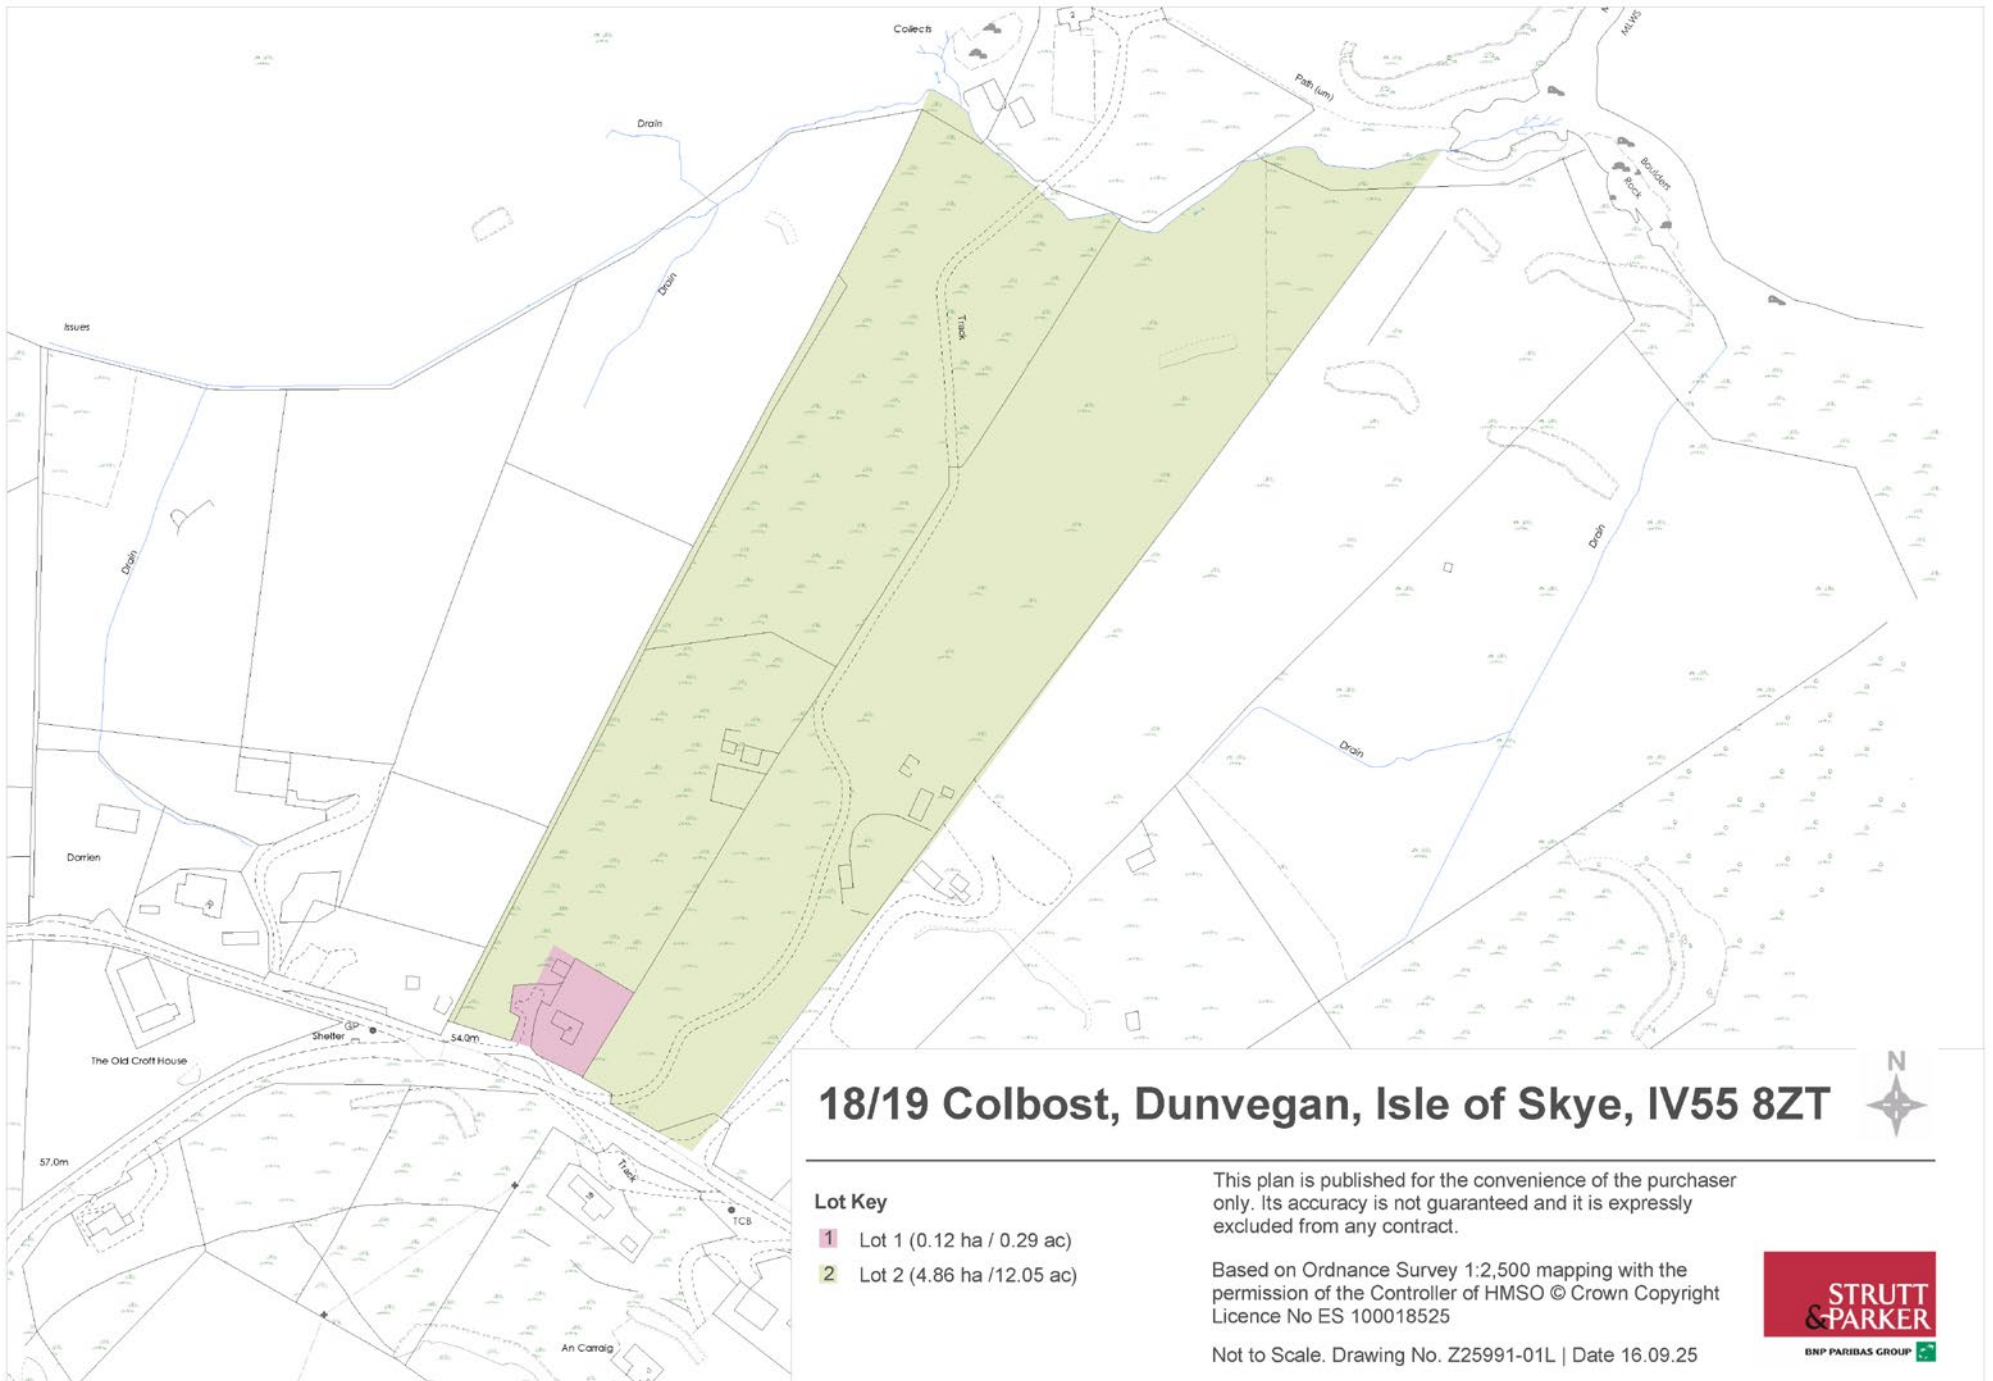 Collects
2
MLWS
Path (um)
Drain
Boulders
Rock
Issues
Drain
Track
Drain
Drain
Drain
Dorrien
GP
Shelter
54.0m
The Old Croft House
57.0m
Track
TCB
An Carraig
N
18/19 Colbost, Dunvegan, Isle of Skye, IV55 8ZT
Lot Key
1 Lot 1 (0.12 ha / 0.29 ac)
2 Lot 2 (4.86 ha /12.05 ac)
This plan is published for the convenience of the purchaser
only. Its accuracy is not guaranteed and it is expressly
excluded from any contract.
Based on Ordnance Survey 1:2,500 mapping with the
permission of the Controller of HMSO © Crown Copyright
Licence No ES 100018525
Not to Scale. Drawing No. Z25991-01L | Date 16.09.25
STRUTT
&PARKER
BNP PARIBAS GROUP